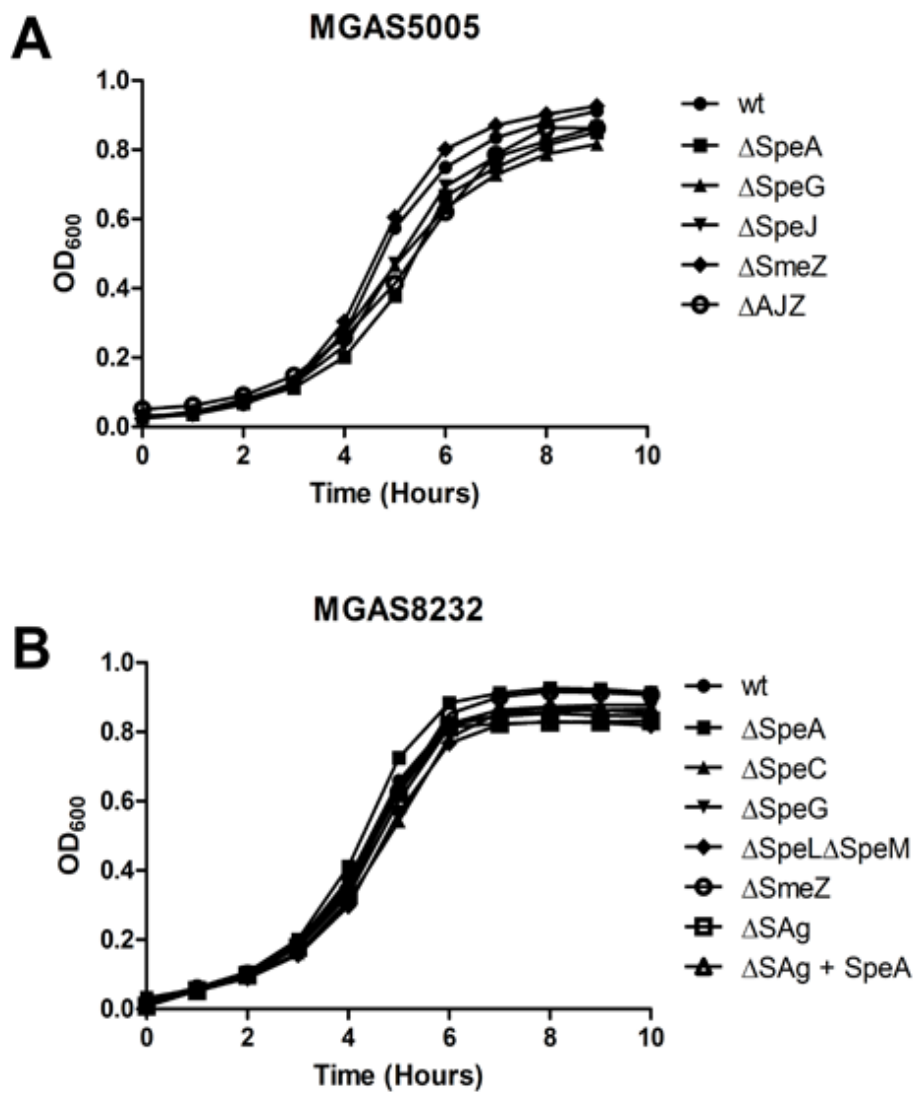 A
MGAS5005
1.0
0.8
0.6
0.4
0.2
0.0
OD600
0 2 4 6 8 10
Time (Hours)
wt
ΔSpeA
ΔSpeG
ΔSpeJ
ΔSmeZ
ΔAJZ
B
MGAS8232
1.0
0.8
0.6
0.4
0.2
0.0
OD600
0 2 4 6 8 10
Time (Hours)
wt
ΔSpeA
ΔSpeC
ΔSpeG
ΔSpeLΔSpeM
ΔSmeZ
ΔSAg
ΔSAg + SpeA